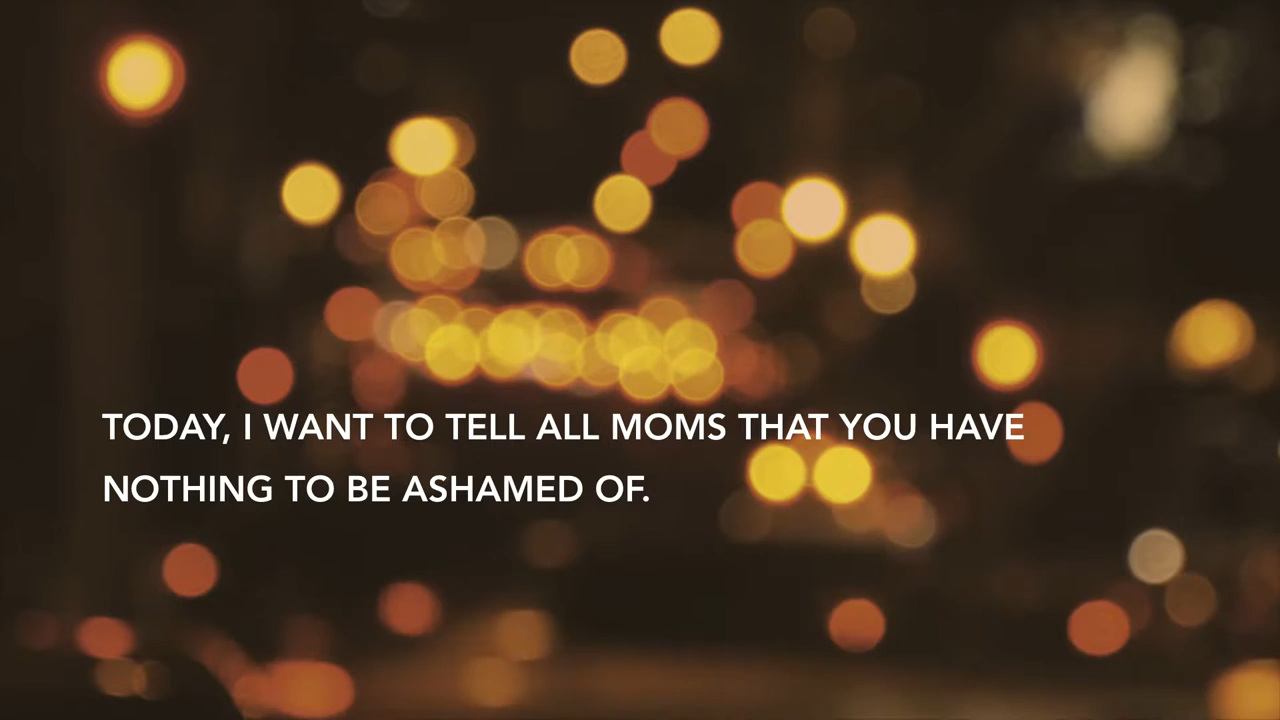 TODAY, I WANT TO TELL ALL MOMS THAT YOU HAVE
NOTHING TO BE ASHAMED OF.